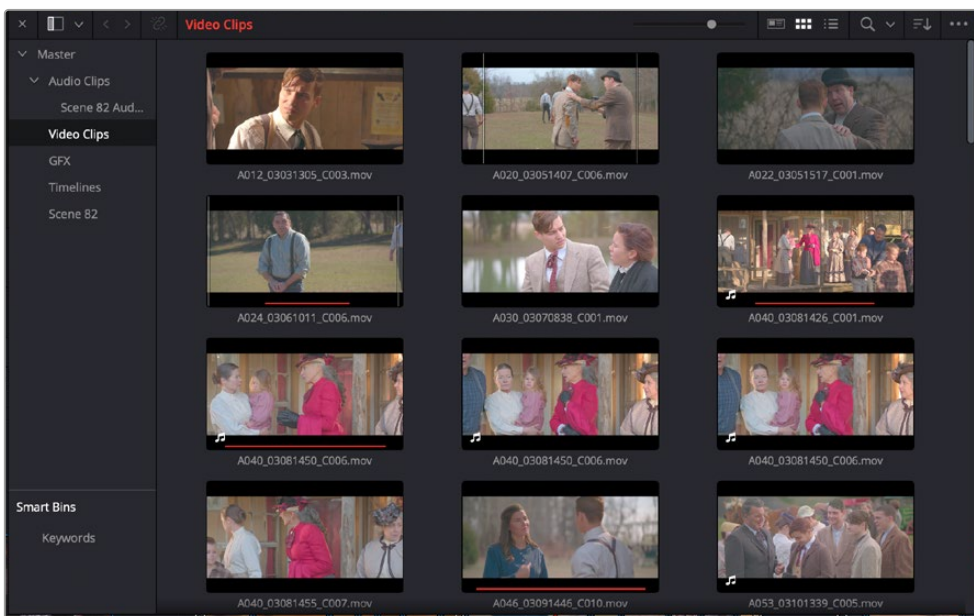 Video Clips
Master
Audio Clips
Scene 82 Aud...
Video Clips
GFX
Timelines
Scene 82
Smart Bins
Keywords
A012_03031305_C003.mov
A020_03051407_C006.mov
A022_03051517_C001.mov
A024_03061011_C006.mov
A030_03070838_C001.mov
A040_03081426_C001.mov
A040_03081450_C006.mov
A040_03081450_C006.mov
A040_03081450_C006.mov
A040_03081455_C007.mov
A046_03091446_C010.mov
A053_03101339_C005.mov